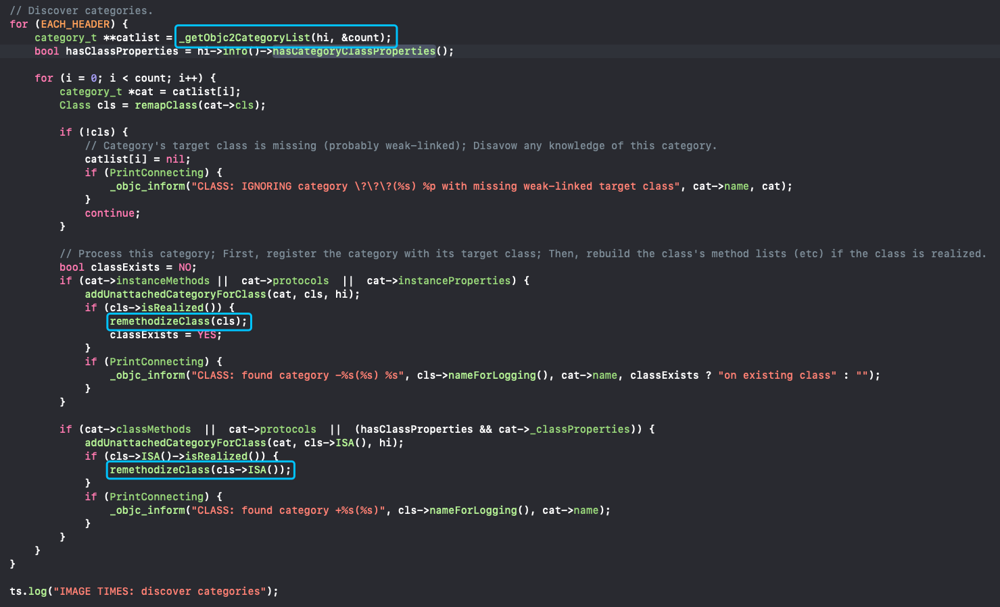 // Discover categories.
for (EACH_HEADER) {
    category_t **catlist = _getObjc2CategoryList(hi, &count);
    bool hasClassProperties = hi->info()->hasCategoryClassProperties();

    for (i = 0; i < count; i++) {
        category_t *cat = catlist[i];
        Class cls = remapClass(cat->cls);

        if (!cls) {
            // Category's target class is missing (probably weak-linked); Disavow any knowledge of this category.
            catlist[i] = nil;
            if (PrintConnecting) {
                _objc_inform("CLASS: IGNORING category \?\?\?(%s) %p with missing weak-linked target class", cat->name, cat);
            }
            continue;
        }

        // Process this category; First, register the category with its target class; Then, rebuild the class's method lists (etc) if the class is realized.
        bool classExists = NO;
        if (cat->instanceMethods ||  cat->protocols  ||  cat->instanceProperties) {
            addUnattachedCategoryForClass(cat, cls, hi);
            if (cls->isRealized()) {
                remethodizeClass(cls);
                classExists = YES;
            }
            if (PrintConnecting) {
                _objc_inform("CLASS: found category -%s(%s) %s", cls->nameForLogging(), cat->name, classExists ? "on existing class" : "");
            }
        }

        if (cat->classMethods  ||  cat->protocols  ||  (hasClassProperties && cat->_classProperties)) {
            addUnattachedCategoryForClass(cat, cls->ISA(), hi);
            if (cls->ISA()->isRealized()) {
                remethodizeClass(cls->ISA());
            }
            if (PrintConnecting) {
                _objc_inform("CLASS: found category +%s(%s)", cls->nameForLogging(), cat->name);
            }
        }
    }
}

ts.log("IMAGE TIMES: discover categories");